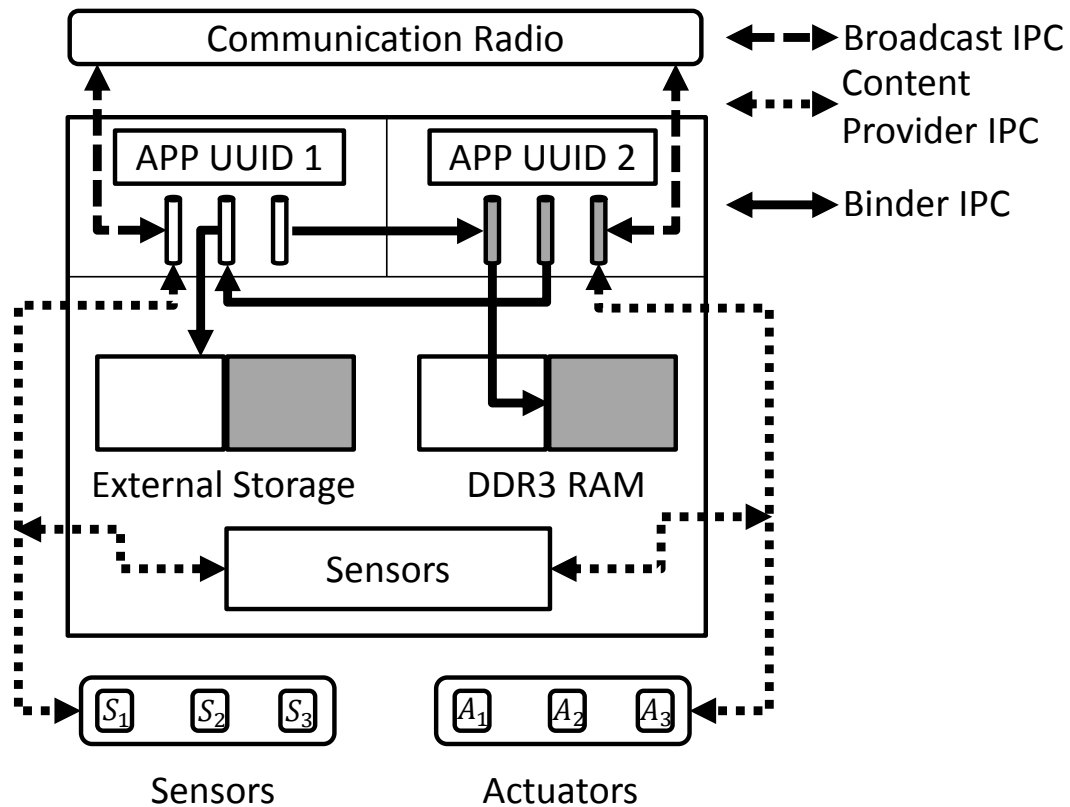 Communication Radio
Broadcast IPC
Content
Provider IPC
Binder IPC
APP UUID 1
APP UUID 2
External Storage
DDR3 RAM
Sensors
S1 S2 S3
A1 A2 A3
Sensors
Actuators